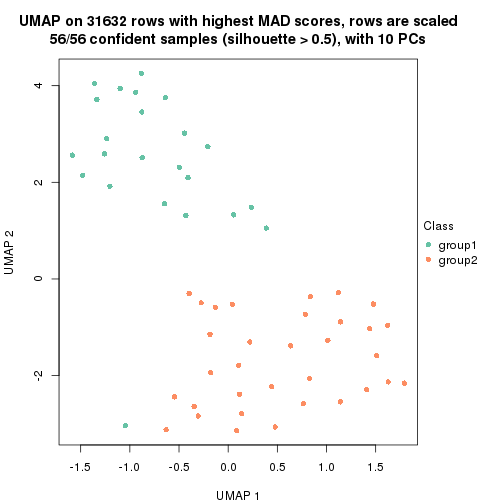 UMAP on 31632 rows with highest MAD scores, rows are scaled
56/56 confident samples (silhouette > 0.5), with 10 PCs
4
2
0
-2
UMAP 2
Class
group1
group2
-1.5 -1.0 -0.5 0.0 0.5 1.0 1.5
UMAP 1